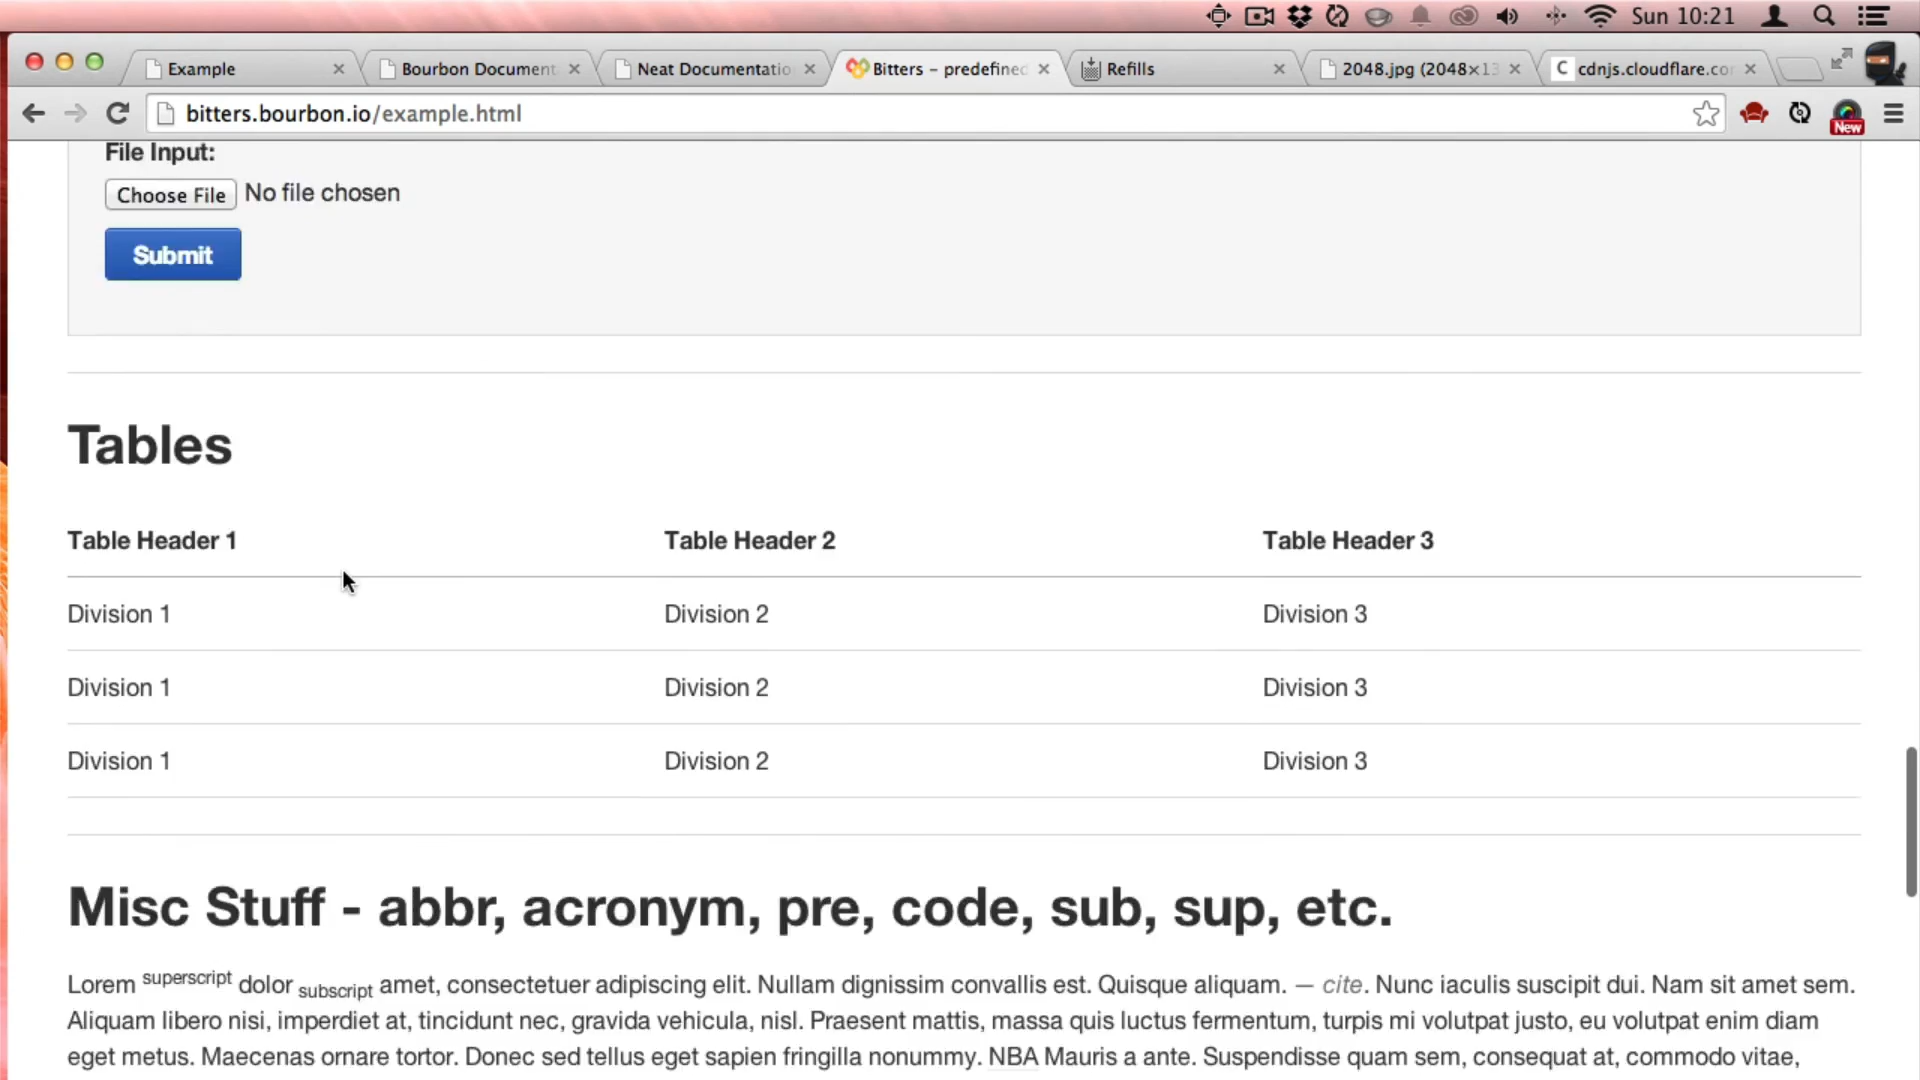 Sun 10:21
Example
Bourbon Document
Neat Documentatio
Bitters – predefined
Refills
2048.jpg (2048×13
C cdnjs.cloudflare.co
bitters.bourbon.io/example.html
New
File Input:
Choose File No file chosen
Submit
Tables
Table Header 1 Table Header 2 Table Header 3
Division 1 Division 2 Division 3
Division 1 Division 2 Division 3
Division 1 Division 2 Division 3
Misc Stuff - abbr, acronym, pre, code, sub, sup, etc.
Lorem superscript dolor subscript amet, consectetuer adipiscing elit. Nullam dignissim convallis est. Quisque aliquam. — cite. Nunc iaculis suscipit dui. Nam sit amet sem.
Aliquam libero nisi, imperdiet at, tincidunt nec, gravida vehicula, nisl. Praesent mattis, massa quis luctus fermentum, turpis mi volutpat justo, eu volutpat enim diam
eget metus. Maecenas ornare tortor. Donec sed tellus eget sapien fringilla nonummy. NBA Mauris a ante. Suspendisse quam sem, consequat at, commodo vitae,